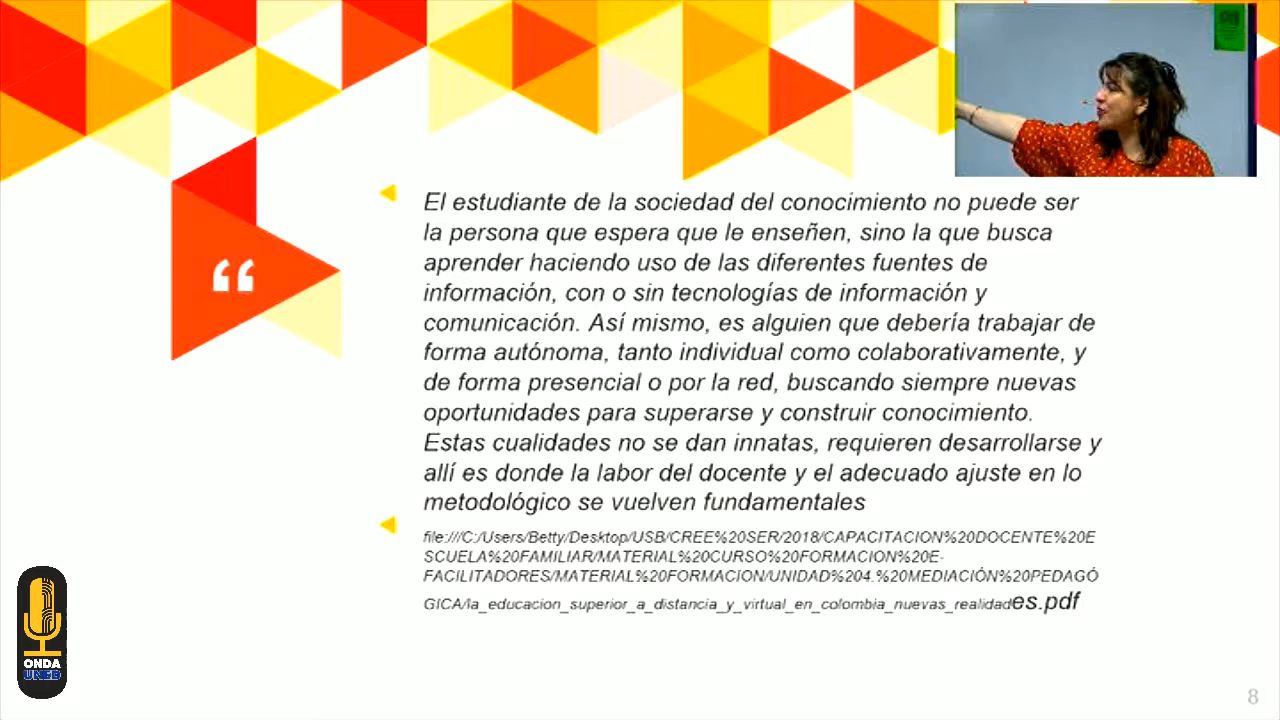 “
El estudiante de la sociedad del conocimiento no puede ser
la persona que espera que le enseñen, sino la que busca
aprender haciendo uso de las diferentes fuentes de
información, con o sin tecnologías de información y
comunicación. Así mismo, es alguien que debería trabajar de
forma autónoma, tanto individual como colaborativamente, y
de forma presencial o por la red, buscando siempre nuevas
oportunidades para superarse y construir conocimiento.
Estas cualidades no se dan innatas, requieren desarrollarse y
allí es donde la labor del docente y el adecuado ajuste en lo
metodológico se vuelven fundamentales
file:///C:/Users/Betty/Desktop/USB/CREE%20SER/2018/CAPACITACION%20DOCENTE%20E
SCUELA%20FAMILIAR/MATERIAL%20CURSO%20FORMACION%20E-
FACILITADORES/MATERIAL%20FORMACION/UNIDAD%204.%20MEDIACIÓN%20PEDAGÓ
GICA/la_educacion_superior_a_distancia_y_virtual_en_colombia_nuevas_realidades.pdf
ONDA
UNED
8